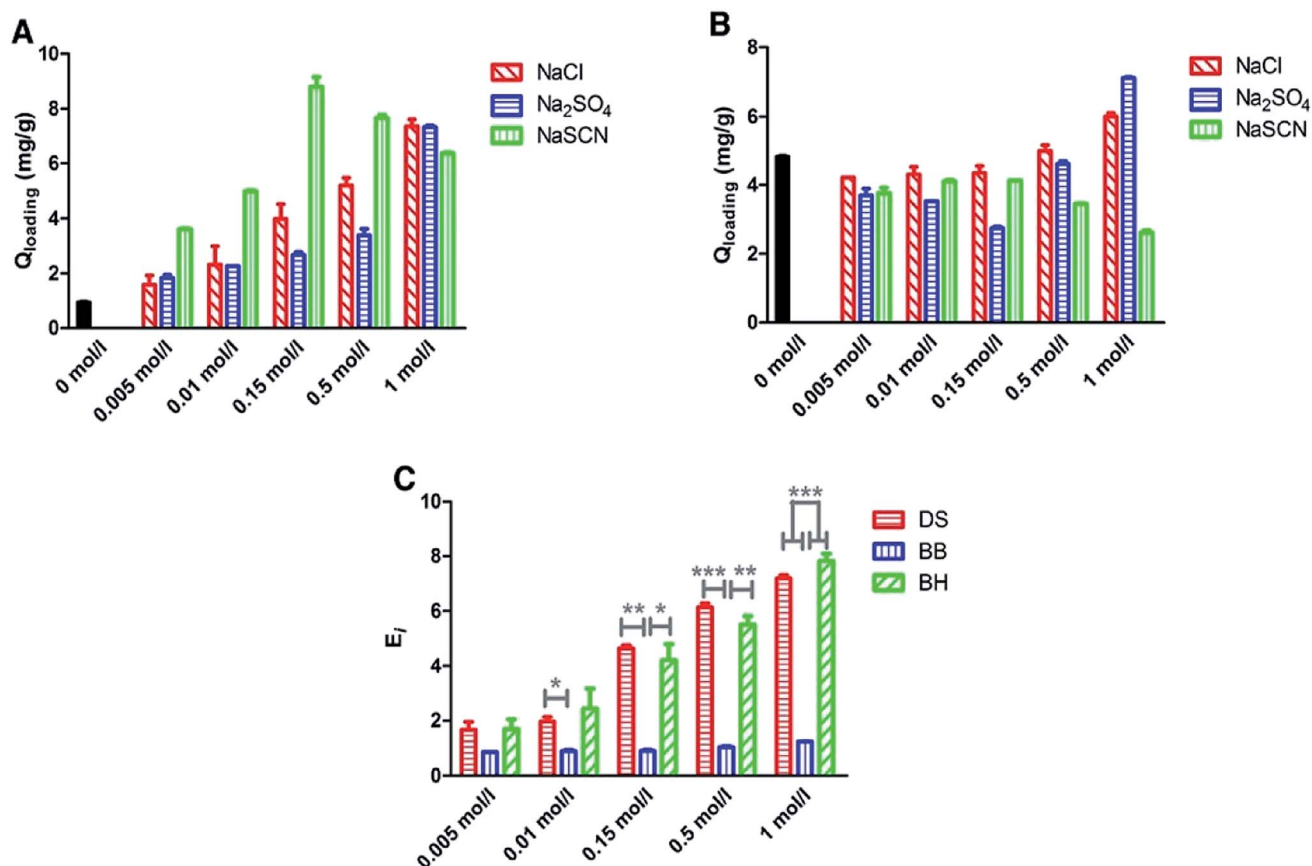 A
10
8
6
4
2
0
Qloading (mg/g)
NaCl
Na2SO4
NaSCN
0 mol/l
0.005 mol/l
0.01 mol/l
0.15 mol/l
0.5 mol/l
1 mol/l
B
8
6
4
2
0
Qloading (mg/g)
NaCl
Na2SO4
NaSCN
0 mol/l
0.005 mol/l
0.01 mol/l
0.15 mol/l
0.5 mol/l
1 mol/l
C
10
8
6
4
2
0
Ei
*
** *
*** **
***
DS
BB
BH
0.005 mol/l
0.01 mol/l
0.15 mol/l
0.5 mol/l
1 mol/l